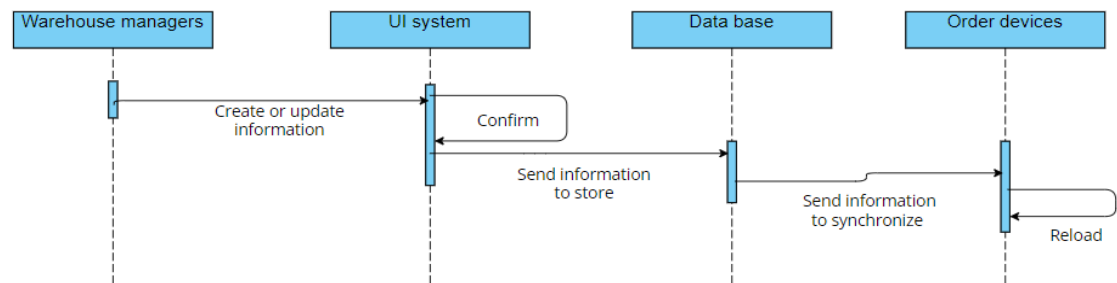 Warehouse managers
UI system
Data base
Order devices
Create or update
information
Confirm
Send information
to store
Send information
to synchronize
Reload